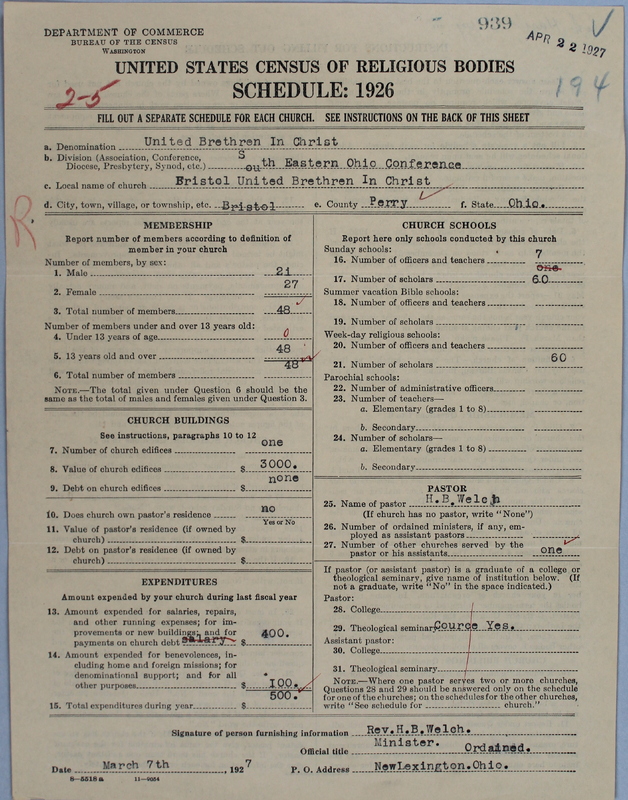 939
APR 22 1927
194
DEPARTMENT OF COMMERCE
BUREAU OF THE CENSUS
WASHINGTON
UNITED STATES CENSUS OF RELIGIOUS BODIES
2-5
SCHEDULE: 1926
FILL OUT A SEPARATE SCHEDULE FOR EACH CHURCH. SEE INSTRUCTIONS ON THE BACK OF THIS SHEET
a. Denomination United Brethren In Christ
b. Division (Association, Conference, Diocese, Presbytery, Synod, etc.) South Eastern Ohio Conference
c. Local name of church Bristol United Brethren In Christ
d. City, town, village, or township, etc. Bristol e. County Perry f. State Ohio.
R
MEMBERSHIP
Report number of members according to definition of
member in your church
Number of members, by sex:
1. Male 21
2. Female 27
3. Total number of members 48
Number of members under and over 13 years old:
4. Under 13 years of age 0
5. 13 years old and over 48
6. Total number of members 48
NOTE.—The total given under Question 6 should be
same as the total of males and females given under Question 3.
CHURCH BUILDINGS
See instructions, paragraphs 10 to 12
7. Number of church edifices one
8. Value of church edifices $ 3000.
9. Debt on church edifices $ none
10. Does church own pastor's residence no
Yes or No
11. Value of pastor's residence (if owned by
church) $
12. Debt on pastor's residence (if owned by
church) $
EXPENDITURES
Amount expended by your church during last fiscal year
13. Amount expended for salaries, repairs,
and other running expenses; for im-
provements or new buildings; and for
payments on church debt salary $ 400.
14. Amount expended for benevolences, in-
cluding home and foreign missions; for
denominational support; and for all
other purposes $ 100.
15. Total expenditures during year $ 500.
CHURCH SCHOOLS
Report here only schools conducted by this church
Sunday schools:
16. Number of officers and teachers 7
one
17. Number of scholars 60
Summer vacation Bible schools:
18. Number of officers and teachers
19. Number of scholars
Week-day religious schools:
20. Number of officers and teachers
21. Number of scholars 60
Parochial schools:
22. Number of administrative officers
23. Number of teachers—
a. Elementary (grades 1 to 8)
b. Secondary
24. Number of scholars—
a. Elementary (grades 1 to 8)
b. Secondary
PASTOR
25. Name of pastor H.B.Welch
(If church has no pastor, write "None")
26. Number of ordained ministers, if any, em-
ployed as assistant pastors
27. Number of other churches served by the
pastor or his assistants one
If pastor (or assistant pastor) is a graduate of a college or
theological seminary, give name of institution below. (If
not a graduate, write "No" in the space indicated.)
Pastor:
28. College
29. Theological seminary Cource Yes.
Assistant pastor:
30. College
31. Theological seminary
NOTE.—Where one pastor serves two or more churches,
Questions 28 and 29 should be answered only on the schedule
for one of the churches; on the schedules for the other churches,
write "See schedule for church."
Signature of person furnishing information Rev.H.B.Welch.
Official title Minister. Ordained.
Date March 7th, 1927 P. O. Address NewLexington.Ohio.
8—5518a 11—9034